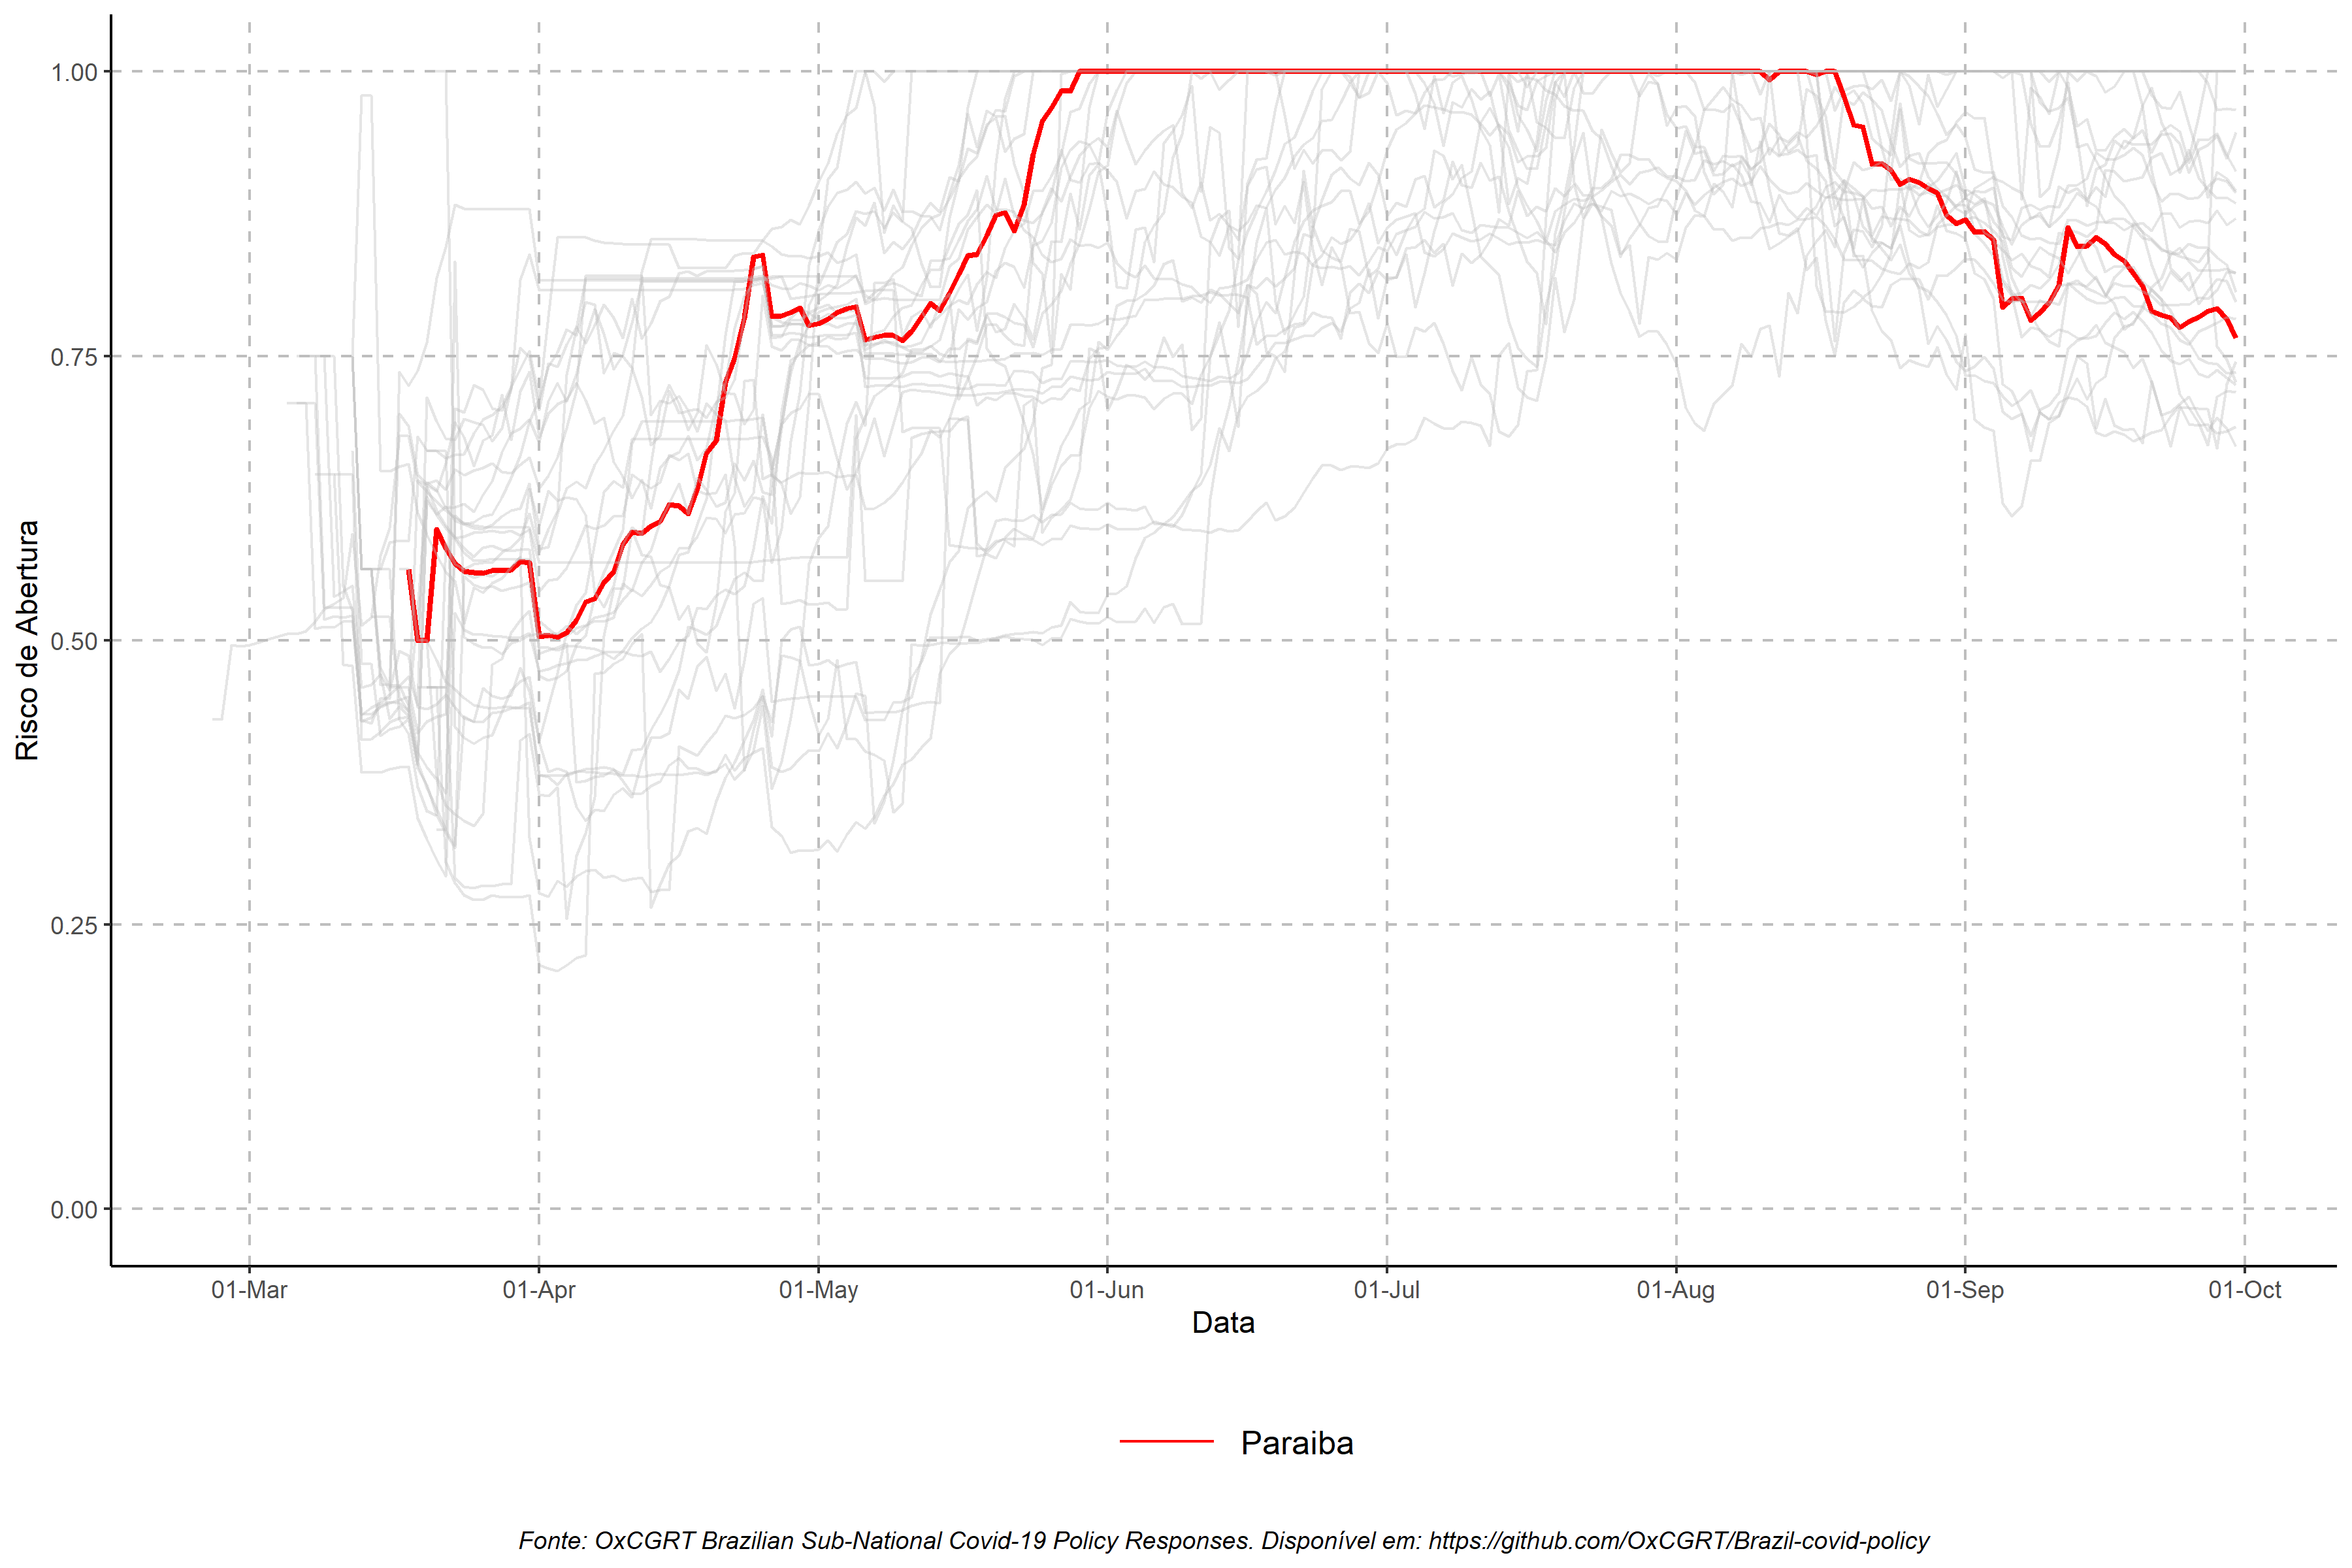 1.00
0.75
0.50
0.25
0.00
Risco de Abertura
01-Mar 01-Apr 01-May 01-Jun 01-Jul 01-Aug 01-Sep 01-Oct
Data
Paraiba
Fonte: OxCGRT Brazilian Sub-National Covid-19 Policy Responses. Disponível em: https://github.com/OxCGRT/Brazil-covid-policy